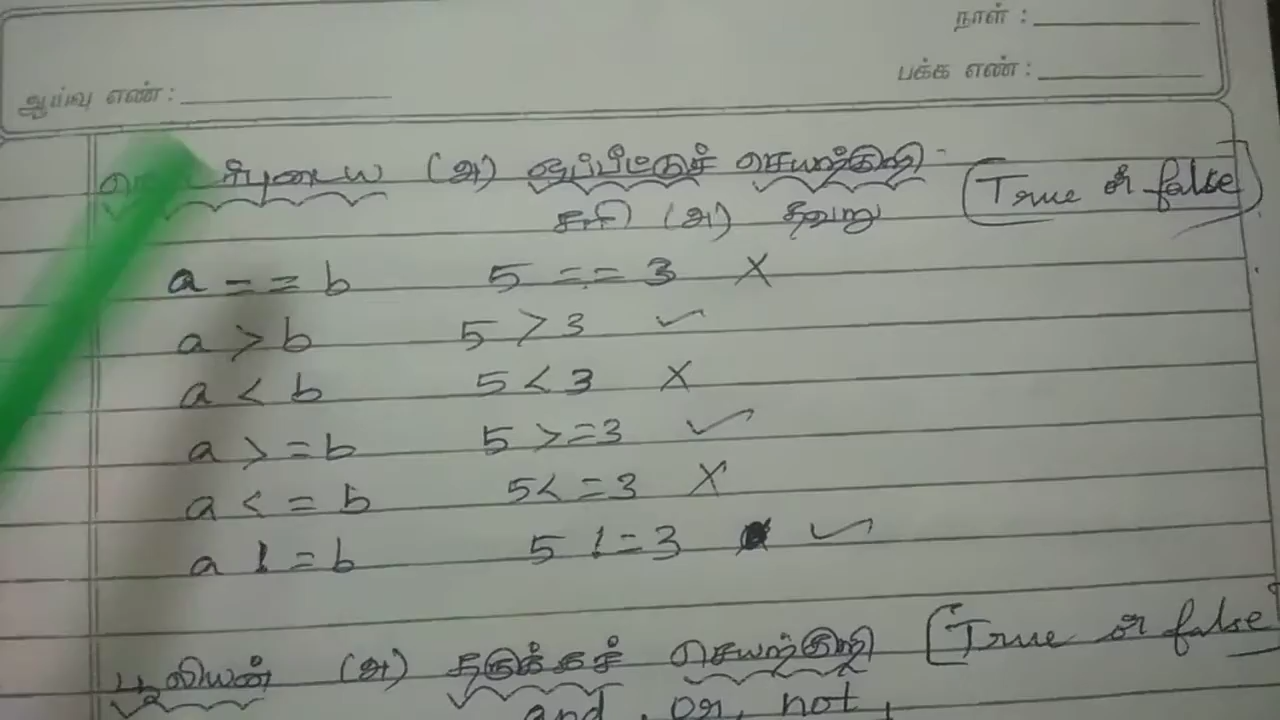 நாள் :
பக்க எண் :
ஆய்வு எண் :
(அ) ஒப்பீட்டுச் செயற்குறி -
சரி (அ) தவறு (True or false)
a == b 5 == 3 X
a > b 5 > 3 ✓
a < b 5 < 3 X
a >= b 5 >= 3 ✓
a <= b 5 <= 3 X
a != b 5 != 3 ✓
பூலியன் (அ) தருக்கச் செயற்குறி [True or false
and, or, not,